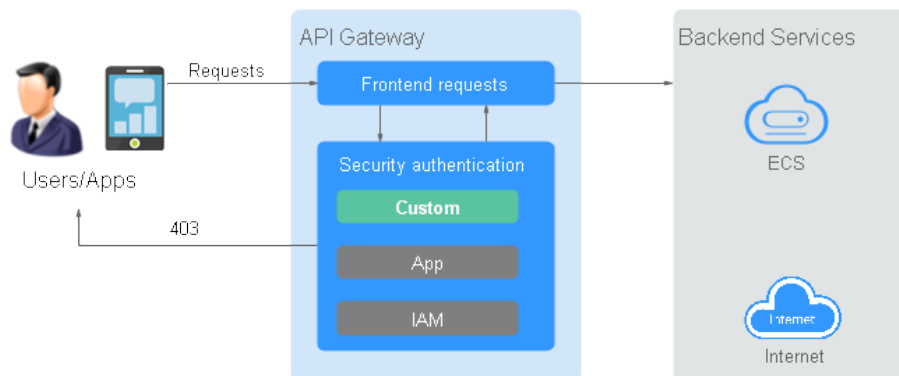 API Gateway
Backend Services
Requests
Frontend requests
Security authentication
Users/Apps
ECS
Custom
403
App
IAM
Internet
Internet